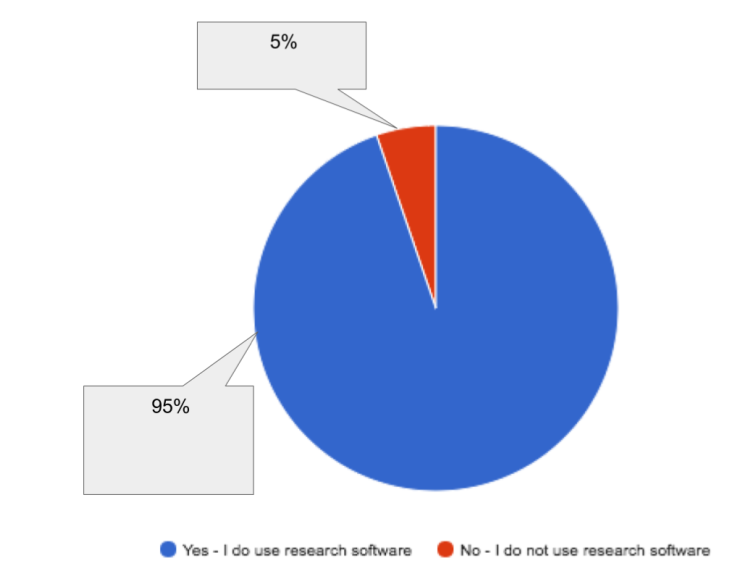 5%
95%
Yes - I do use research software
No - I do not use research software